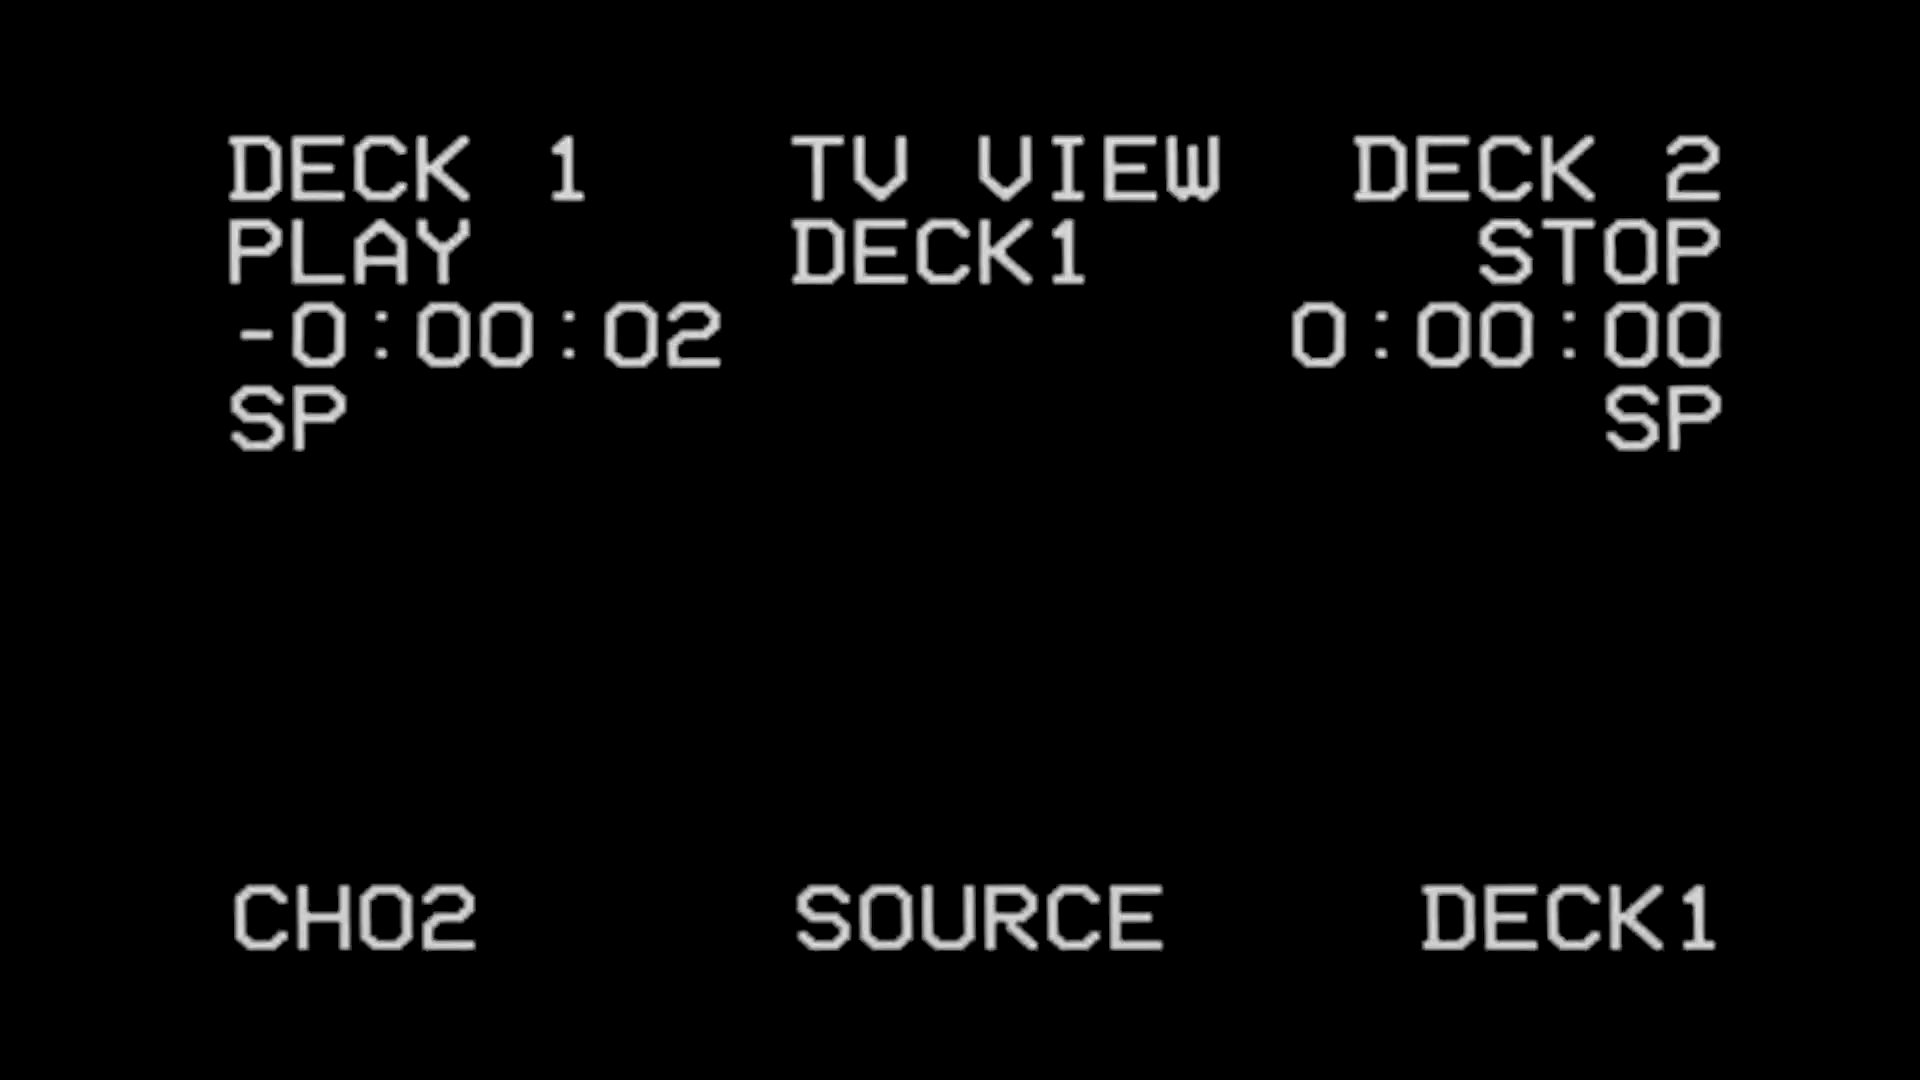 DECK 1 TV VIEW DECK 2
PLAY DECK1 STOP
-0:00:02 0:00:00
SP SP
CH02 SOURCE DECK1